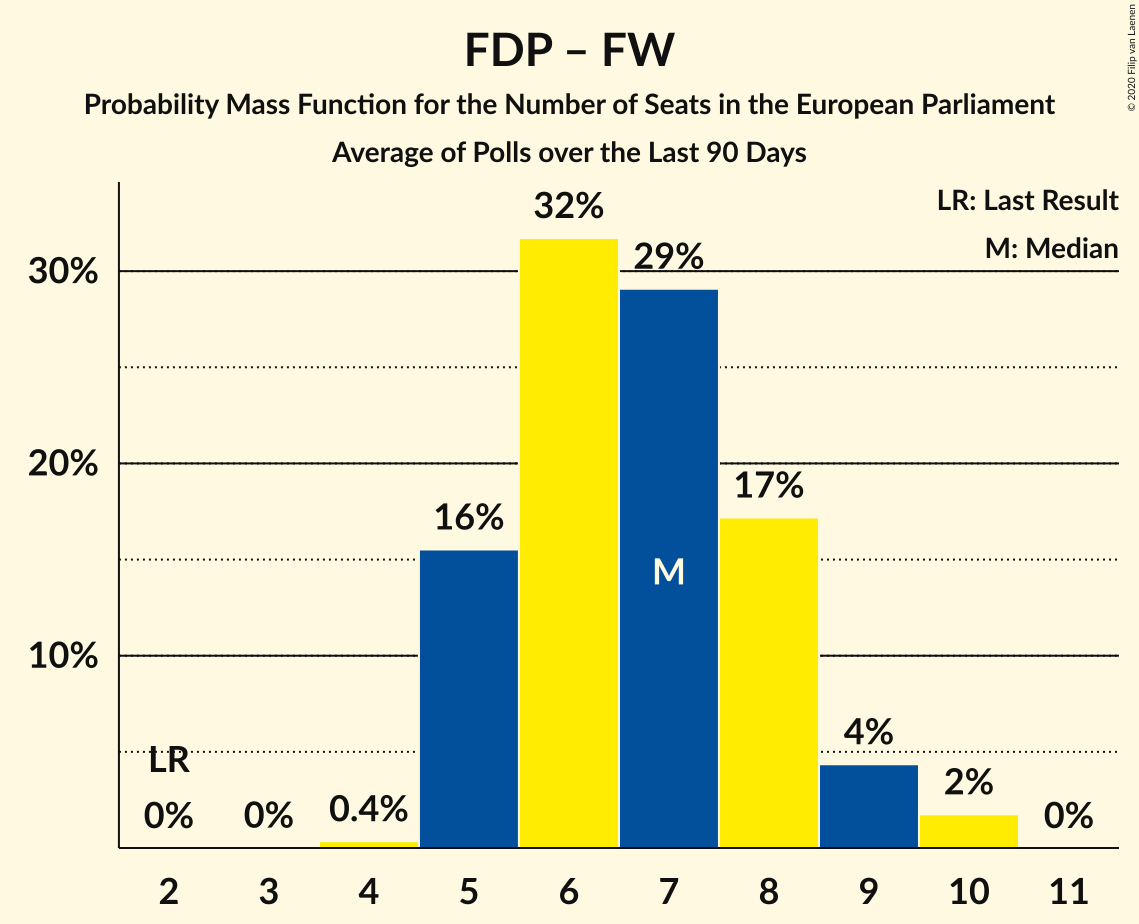 FDP – FW
Probability Mass Function for the Number of Seats in the European Parliament
Average of Polls over the Last 90 Days
© 2020 Filip van Laenen
LR: Last Result
M: Median
30%
20%
10%
LR
0%
0%
0.4%
16%
32%
29%
M
17%
4%
2%
0%
2 3 4 5 6 7 8 9 10 11